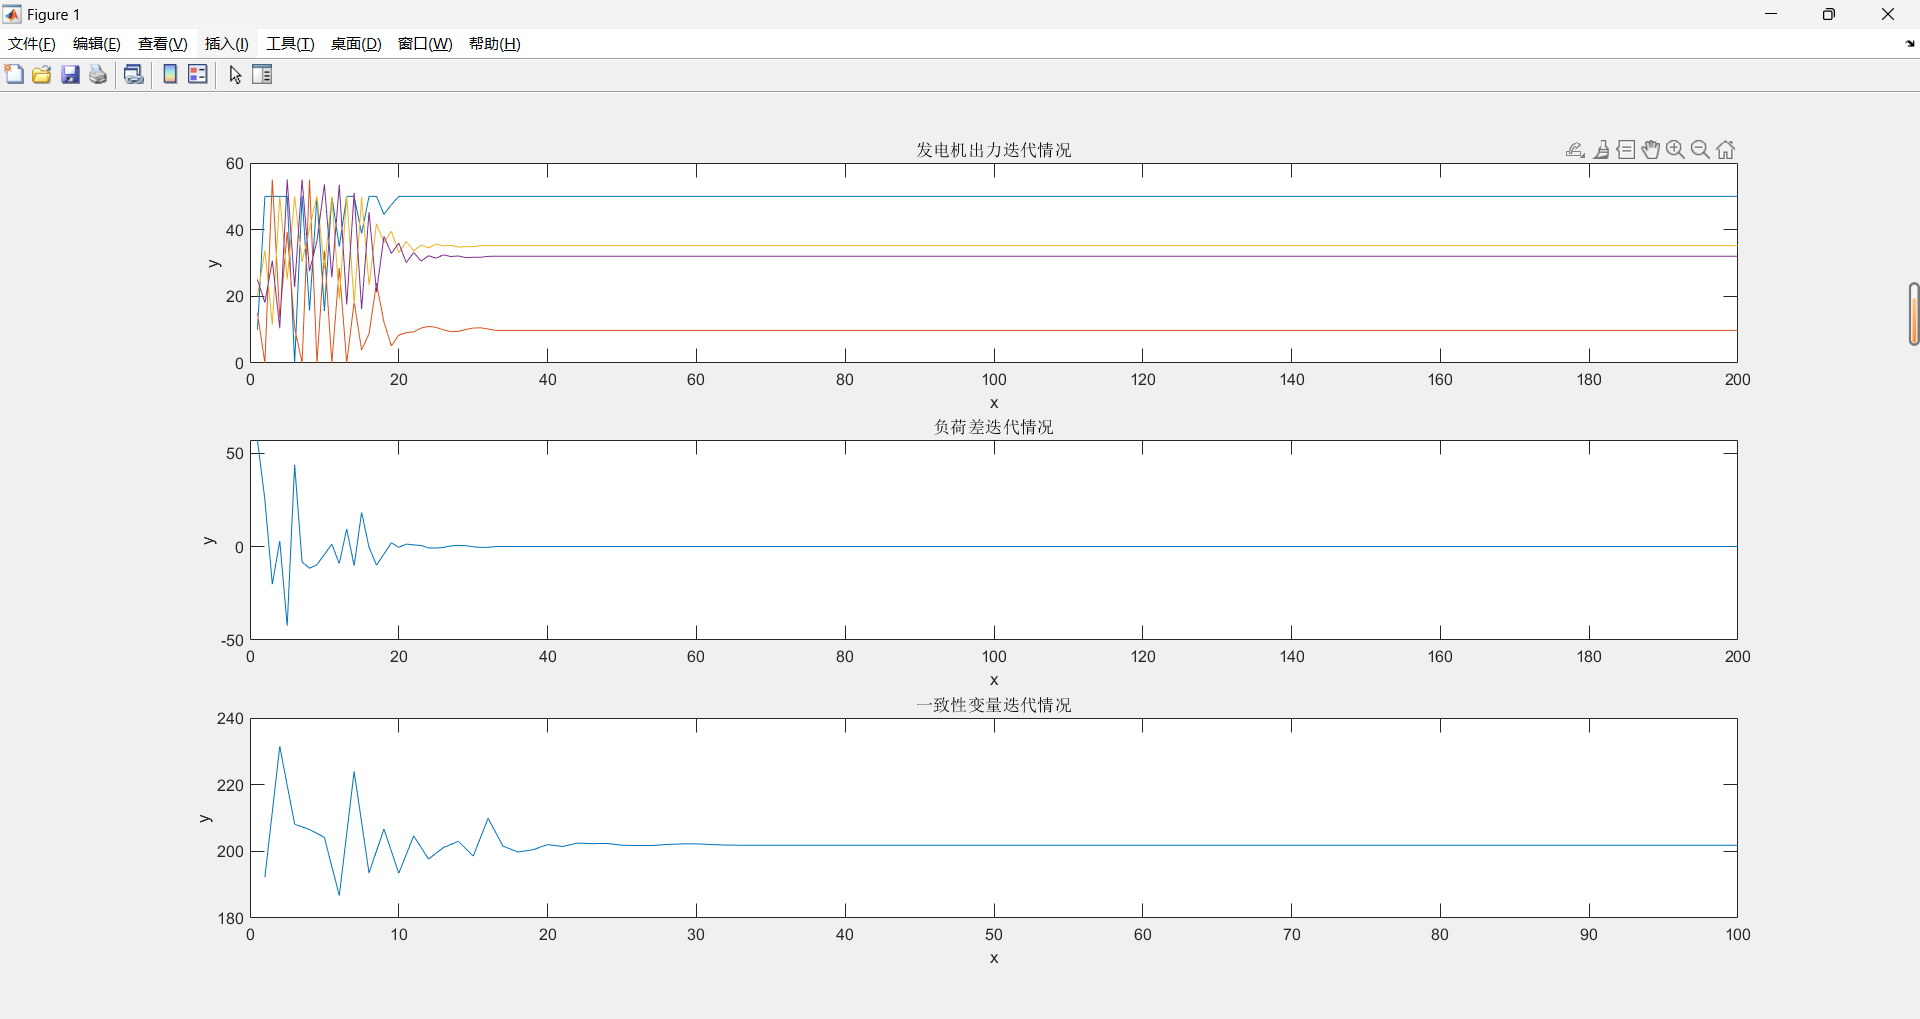 Figure 1
文件(F) 编辑(E) 查看(V) 插入(I) 工具(T) 桌面(D) 窗口(W) 帮助(H)
发电机出力迭代情况
60
40
20
0
y
0 20 40 60 80 100 120 140 160 180 200
x
负荷差迭代情况
50
0
-50
y
0 20 40 60 80 100 120 140 160 180 200
x
一致性变量迭代情况
240
220
200
180
y
0 10 20 30 40 50 60 70 80 90 100
x